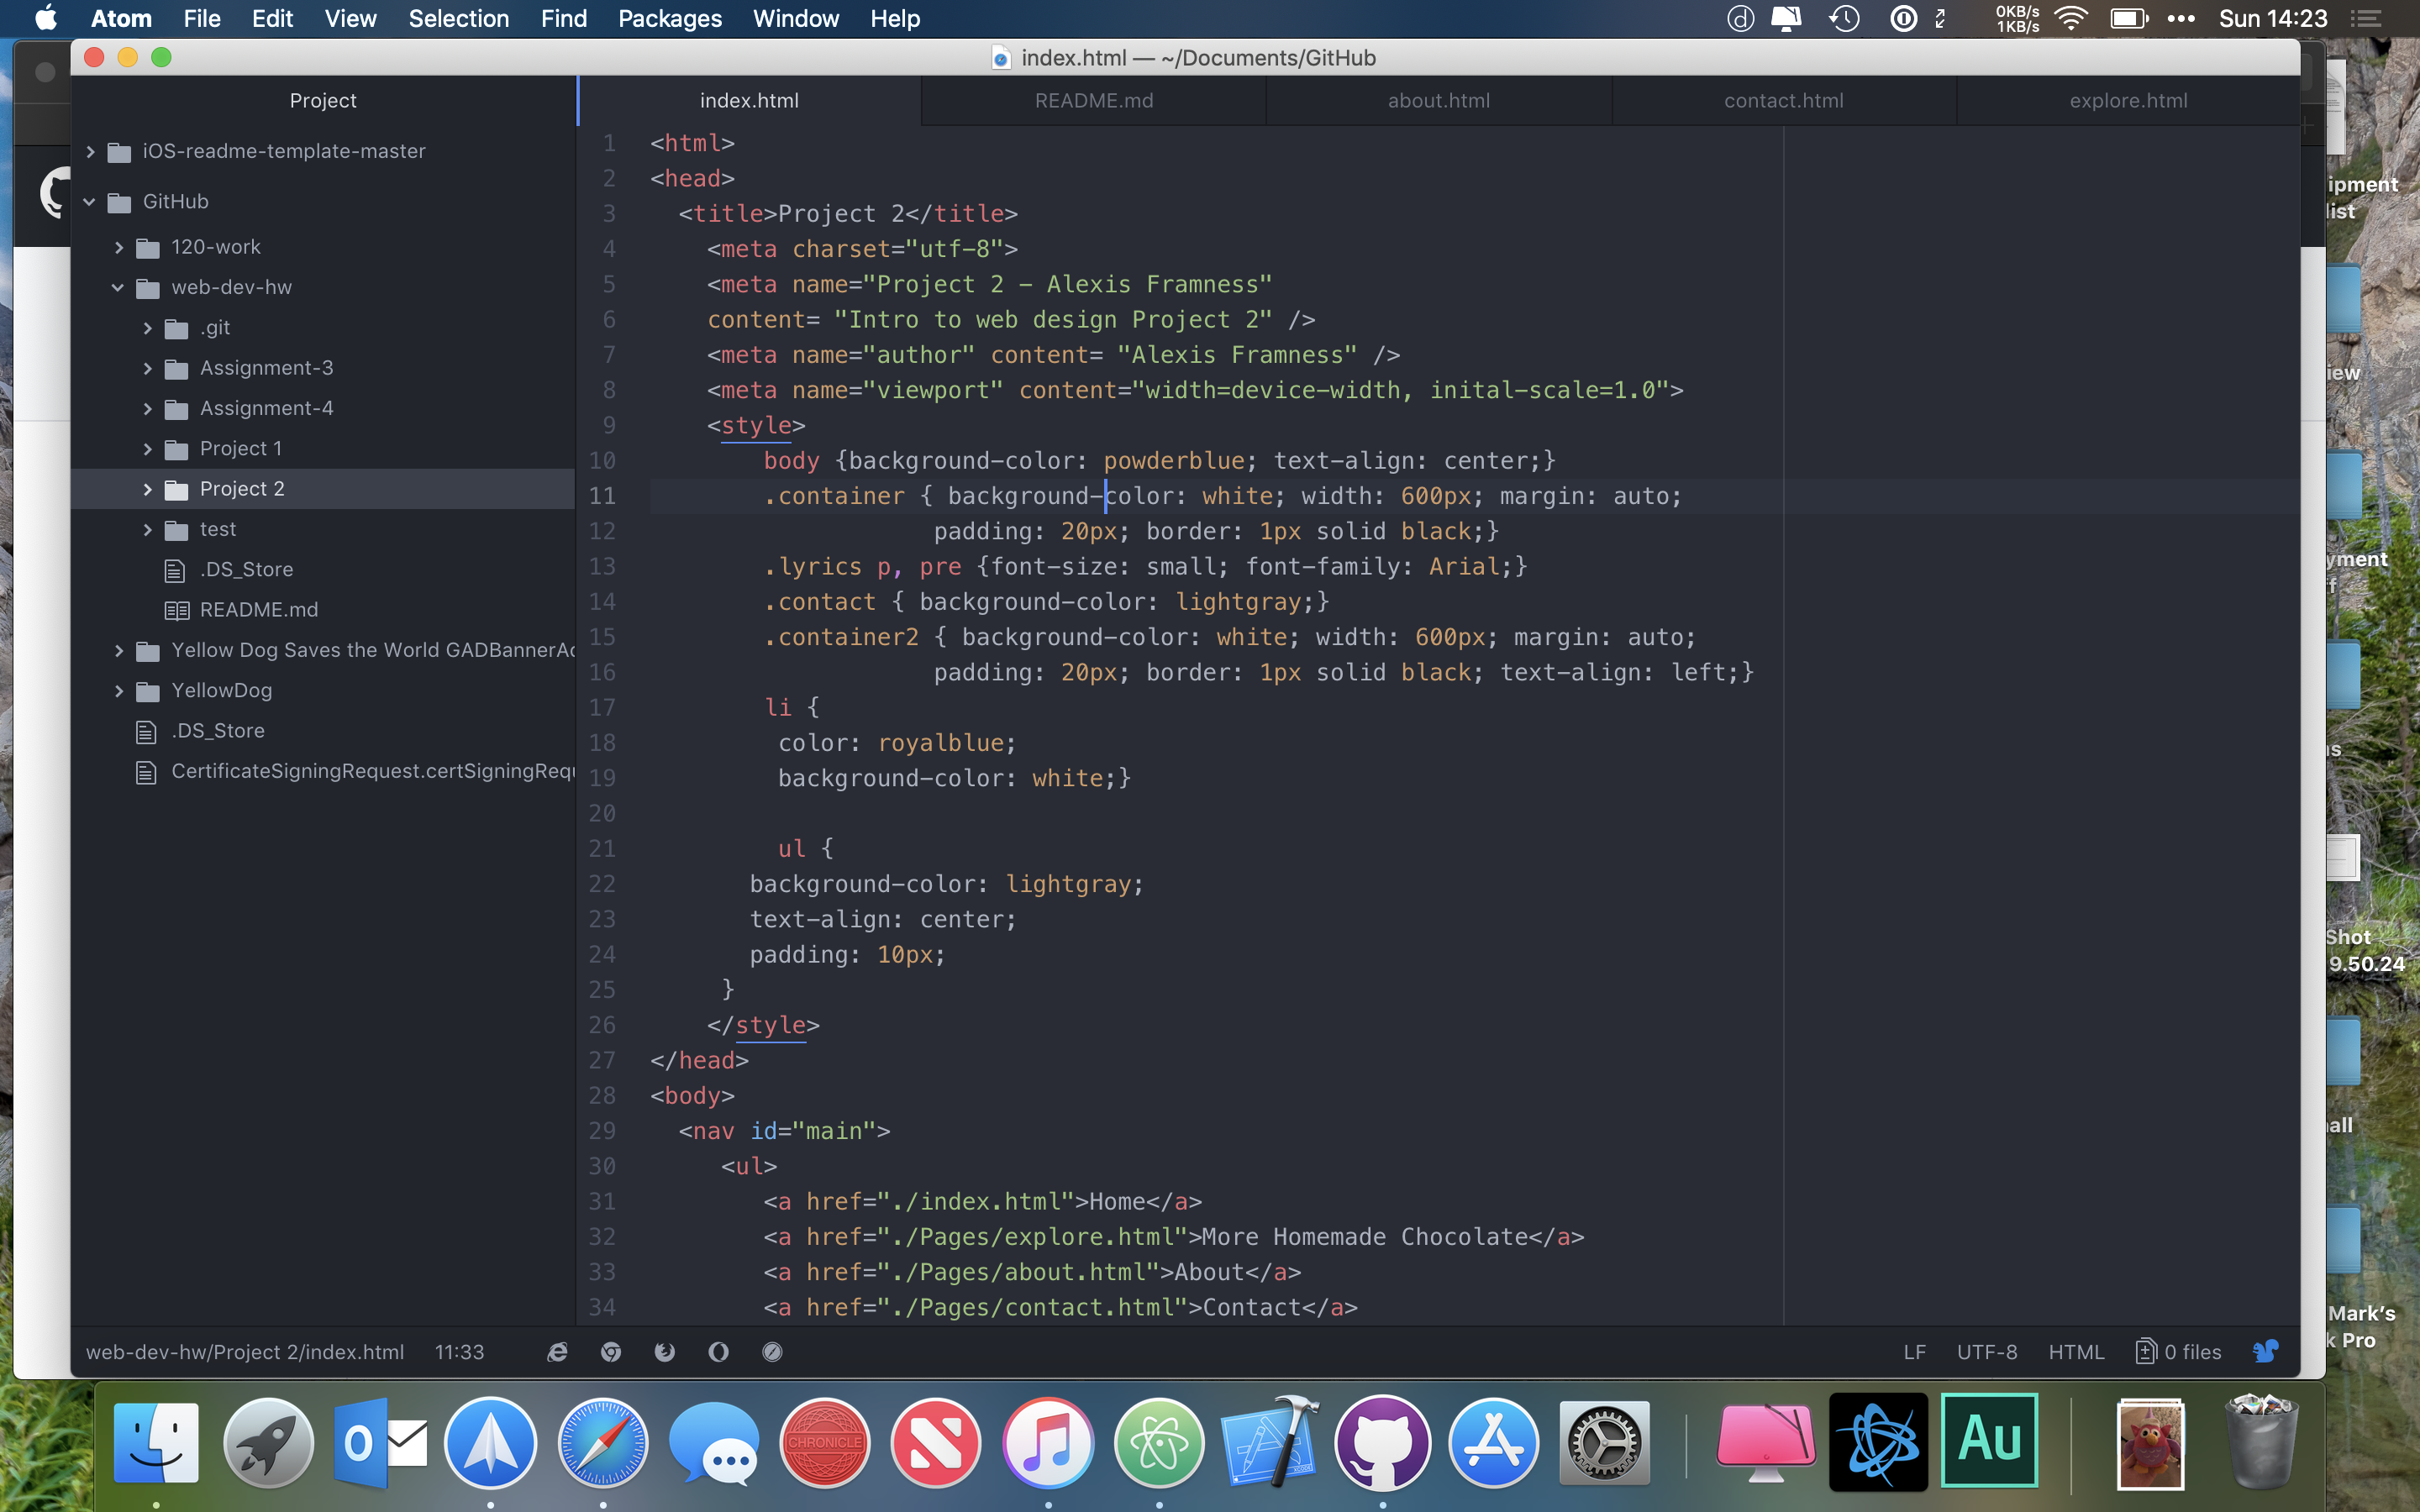 Atom File Edit View Selection Find Packages Window Help 0KB/s 1KB/s Sun 14:23
index.html — ~/Documents/GitHub
Project
index.html README.md about.html contact.html explore.html
iOS-readme-template-master
GitHub
120-work
web-dev-hw
.git
Assignment-3
Assignment-4
Project 1
Project 2
test
.DS_Store
README.md
Yellow Dog Saves the World GADBannerAd
YellowDog
.DS_Store
CertificateSigningRequest.certSigningRequ
1 <html>
2 <head>
3 <title>Project 2</title>
4 <meta charset="utf-8">
5 <meta name="Project 2 - Alexis Framness"
6 content= "Intro to web design Project 2" />
7 <meta name="author" content= "Alexis Framness" />
8 <meta name="viewport" content="width=device-width, inital-scale=1.0">
9 <style>
10 body {background-color: powderblue; text-align: center;}
11 .container { background-color: white; width: 600px; margin: auto;
12 padding: 20px; border: 1px solid black;}
13 .lyrics p, pre {font-size: small; font-family: Arial;}
14 .contact { background-color: lightgray;}
15 .container2 { background-color: white; width: 600px; margin: auto;
16 padding: 20px; border: 1px solid black; text-align: left;}
17 li {
18 color: royalblue;
19 background-color: white;}
20
21 ul {
22 background-color: lightgray;
23 text-align: center;
24 padding: 10px;
25 }
26 </style>
27 </head>
28 <body>
29 <nav id="main">
30 <ul>
31 <a href="./index.html">Home</a>
32 <a href="./Pages/explore.html">More Homemade Chocolate</a>
33 <a href="./Pages/about.html">About</a>
34 <a href="./Pages/contact.html">Contact</a>
web-dev-hw/Project 2/index.html 11:33 LF UTF-8 HTML 0 files
ipment
list
iew
yment
Shot
9.50.24
all
Mark's
k Pro
CHRONICLE
Au